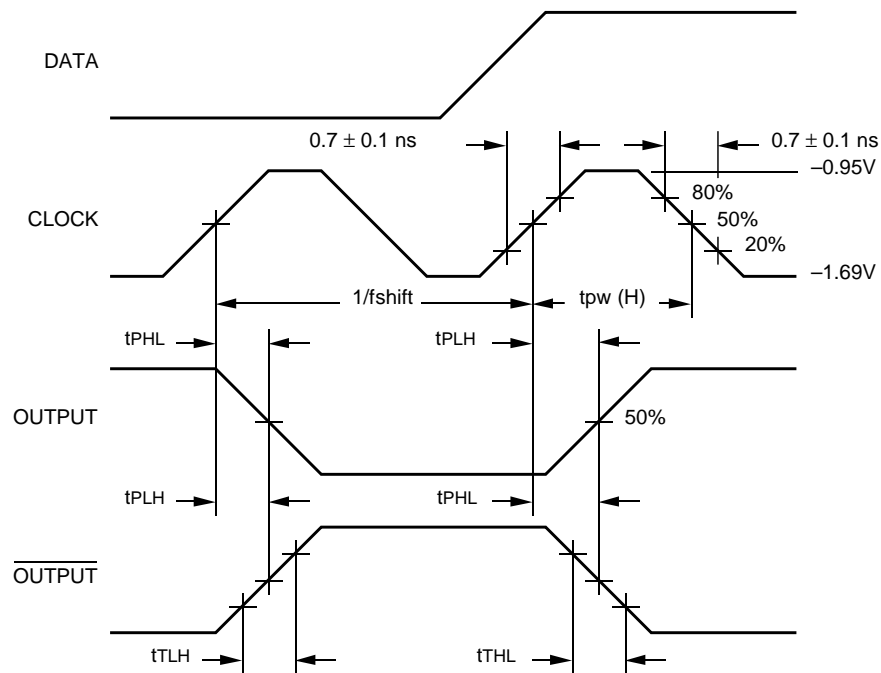 DATA
0.7 ± 0.1 ns
0.7 ± 0.1 ns
–0.95V
80%
CLOCK
50%
20%
–1.69V
1/fshift
tpw (H)
tPHL
tPLH
OUTPUT
50%
tPLH
tPHL
OUTPUT
tTLH
tTHL